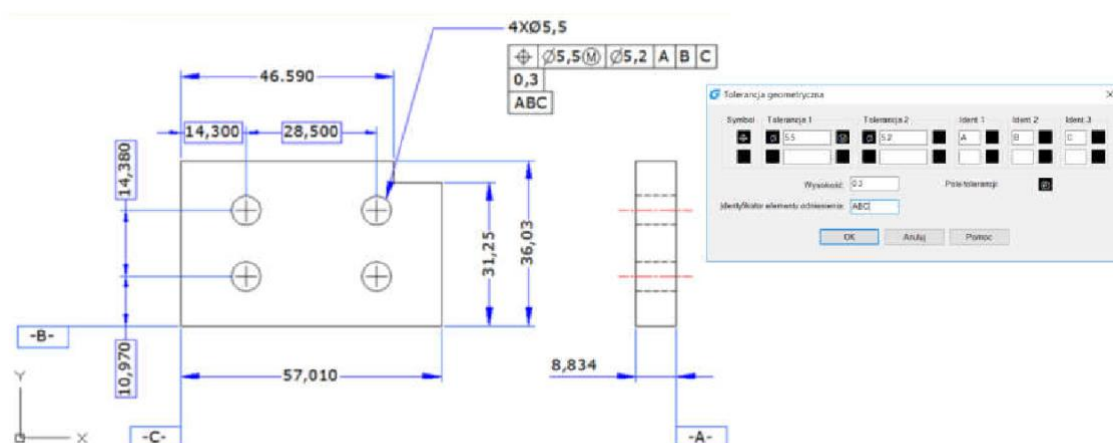 4XØ5,5
⌖ Ø5,5Ⓜ Ø5,2 A B C
0,3
ABC
46.590
14,300 28,500
14,380
10,970
31,25
36,03
57,010
8,834
-B-
-C-
-A-
Y
X
Tolerancja geometryczna
Symbol Tolerancja 1 Tolerancja 2 Ident. 1 Ident. 2 Ident. 3
5.5 5.2 A B C
Wysokość: 0.3 Pole tolerancji:
Identyfikator elementu odniesienia: ABC
OK Anuluj Pomoc